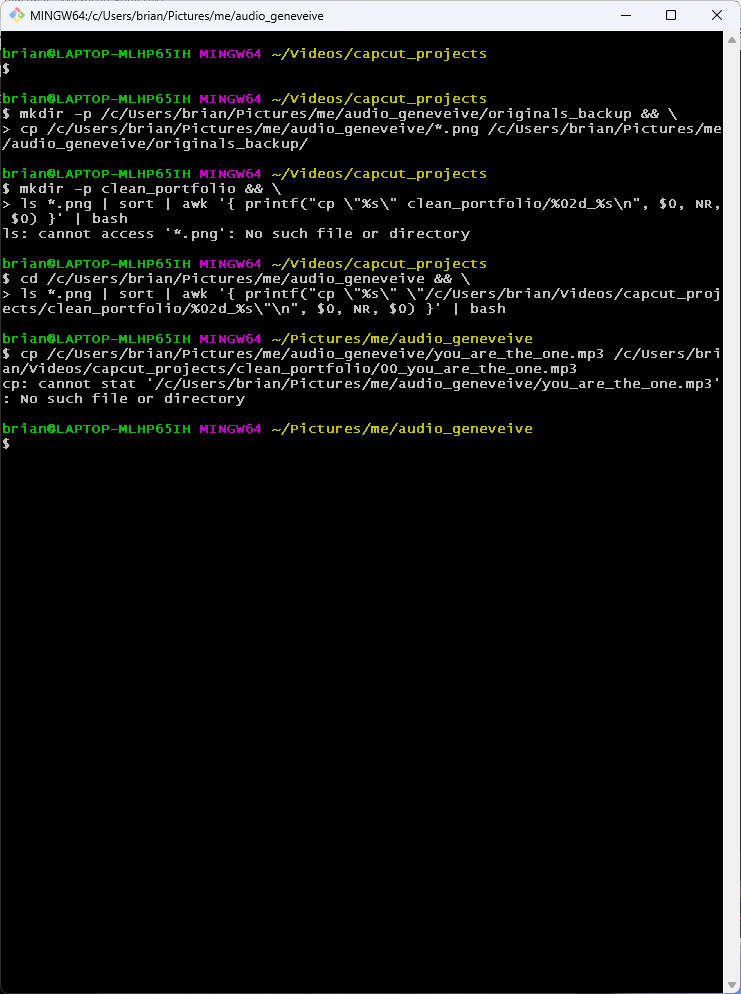 MINGW64:/c/Users/brian/Pictures/me/audio_geneveive
brian@LAPTOP-MLHP65IH MINGW64 ~/Videos/capcut_projects
$
brian@LAPTOP-MLHP65IH MINGW64 ~/Videos/capcut_projects
$ mkdir -p /c/Users/brian/Pictures/me/audio_geneveive/originals_backup && \
> cp /c/Users/brian/Pictures/me/audio_geneveive/*.png /c/Users/brian/Pictures/me
/audio_geneveive/originals_backup/
brian@LAPTOP-MLHP65IH MINGW64 ~/Videos/capcut_projects
$ mkdir -p clean_portfolio && \
> ls *.png | sort | awk '{ printf("cp \"%s\" clean_portfolio/%02d_%s\n", $0, NR,
 $0) }' | bash
ls: cannot access '*.png': No such file or directory
brian@LAPTOP-MLHP65IH MINGW64 ~/Videos/capcut_projects
$ cd /c/Users/brian/Pictures/me/audio_geneveive && \
> ls *.png | sort | awk '{ printf("cp \"%s\" \"/c/Users/brian/Videos/capcut_proj
ects/clean_portfolio/%02d_%s\"\n", $0, NR, $0) }' | bash
brian@LAPTOP-MLHP65IH MINGW64 ~/Pictures/me/audio_geneveive
$ cp /c/Users/brian/Pictures/me/audio_geneveive/you_are_the_one.mp3 /c/Users/bri
an/Videos/capcut_projects/clean_portfolio/00_you_are_the_one.mp3
cp: cannot stat '/c/Users/brian/Pictures/me/audio_geneveive/you_are_the_one.mp3'
: No such file or directory
brian@LAPTOP-MLHP65IH MINGW64 ~/Pictures/me/audio_geneveive
$